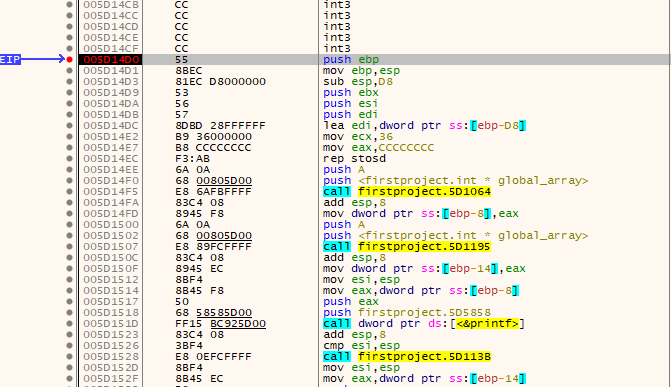 005D14CB CC int3
005D14CC CC int3
005D14CD CC int3
005D14CE CC int3
005D14CF CC int3
EIP 005D14D0 55 push ebp
005D14D1 8BEC mov ebp,esp
005D14D3 81EC D8000000 sub esp,D8
005D14D9 53 push ebx
005D14DA 56 push esi
005D14DB 57 push edi
005D14DC 8DBD 28FFFFFF lea edi,dword ptr ss:[ebp-D8]
005D14E2 B9 36000000 mov ecx,36
005D14E7 B8 CCCCCCCC mov eax,CCCCCCCC
005D14EC F3:AB rep stosd
005D14EE 6A 0A push A
005D14F0 68 00805D00 push <firstproject.int * global_array>
005D14F5 E8 6AFBFFFF call firstproject.5D1064
005D14FA 83C4 08 add esp,8
005D14FD 8945 F8 mov dword ptr ss:[ebp-8],eax
005D1500 6A 0A push A
005D1502 68 00805D00 push <firstproject.int * global_array>
005D1507 E8 89FCFFFF call firstproject.5D1195
005D150C 83C4 08 add esp,8
005D150F 8945 EC mov dword ptr ss:[ebp-14],eax
005D1512 8BF4 mov esi,esp
005D1514 8B45 F8 mov eax,dword ptr ss:[ebp-8]
005D1517 50 push eax
005D1518 68 58585D00 push firstproject.5D5858
005D151D FF15 BC925D00 call dword ptr ds:[<&printf>]
005D1523 83C4 08 add esp,8
005D1526 3BF4 cmp esi,esp
005D1528 E8 0EFCFFFF call firstproject.5D113B
005D152D 8BF4 mov esi,esp
005D152F 8B45 EC mov eax,dword ptr ss:[ebp-14]